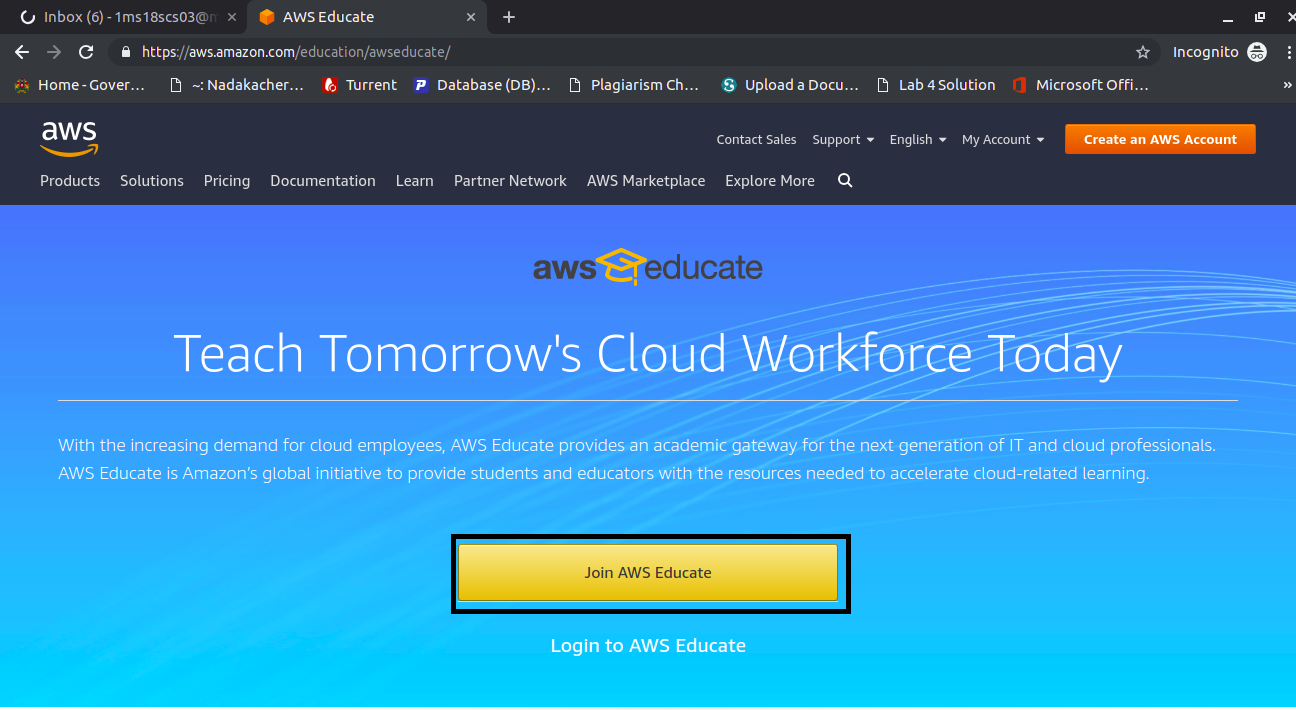 Inbox (6) - 1ms18scs03@m
AWS Educate
https://aws.amazon.com/education/awseducate/
Incognito
Home - Gover...
~: Nadakacher...
Turrent
Database (DB)...
Plagiarism Ch...
Upload a Docu...
Lab 4 Solution
Microsoft Offi...
aws
Contact Sales
Support
English
My Account
Create an AWS Account
Products
Solutions
Pricing
Documentation
Learn
Partner Network
AWS Marketplace
Explore More
aws educate
Teach Tomorrow's Cloud Workforce Today
With the increasing demand for cloud employees, AWS Educate provides an academic gateway for the next generation of IT and cloud professionals.
AWS Educate is Amazon’s global initiative to provide students and educators with the resources needed to accelerate cloud-related learning.
Join AWS Educate
Login to AWS Educate